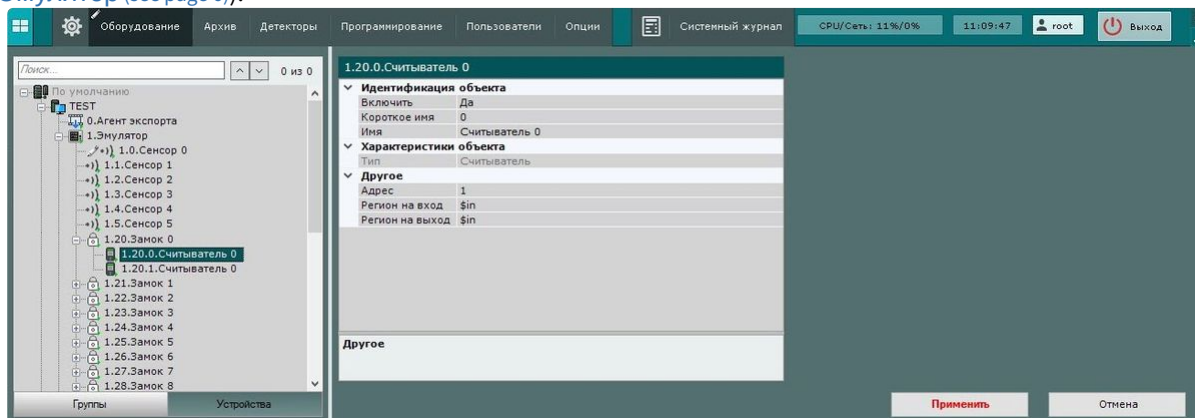 Эмулятор (see page 0)).
Оборудование Архив Детекторы Программирование Пользователи Опции Системный журнал CPU/Сеть: 11%/0% 11:09:47 root Выход
Поиск... 0 из 0
По умолчанию
TEST
0.Агент экспорта
1.Эмулятор
1.0.Сенсор 0
1.1.Сенсор 1
1.2.Сенсор 2
1.3.Сенсор 3
1.4.Сенсор 4
1.5.Сенсор 5
1.20.Замок 0
1.20.0.Считыватель 0
1.20.1.Считыватель 0
1.21.Замок 1
1.22.Замок 2
1.23.Замок 3
1.24.Замок 4
1.25.Замок 5
1.26.Замок 6
1.27.Замок 7
1.28.Замок 8
Группы Устройства
1.20.0.Считыватель 0
Идентификация объекта
Включить Да
Короткое имя 0
Имя Считыватель 0
Характеристики объекта
Тип Считыватель
Другое
Адрес 1
Регион на вход $in
Регион на выход $in
Другое
Применить Отмена